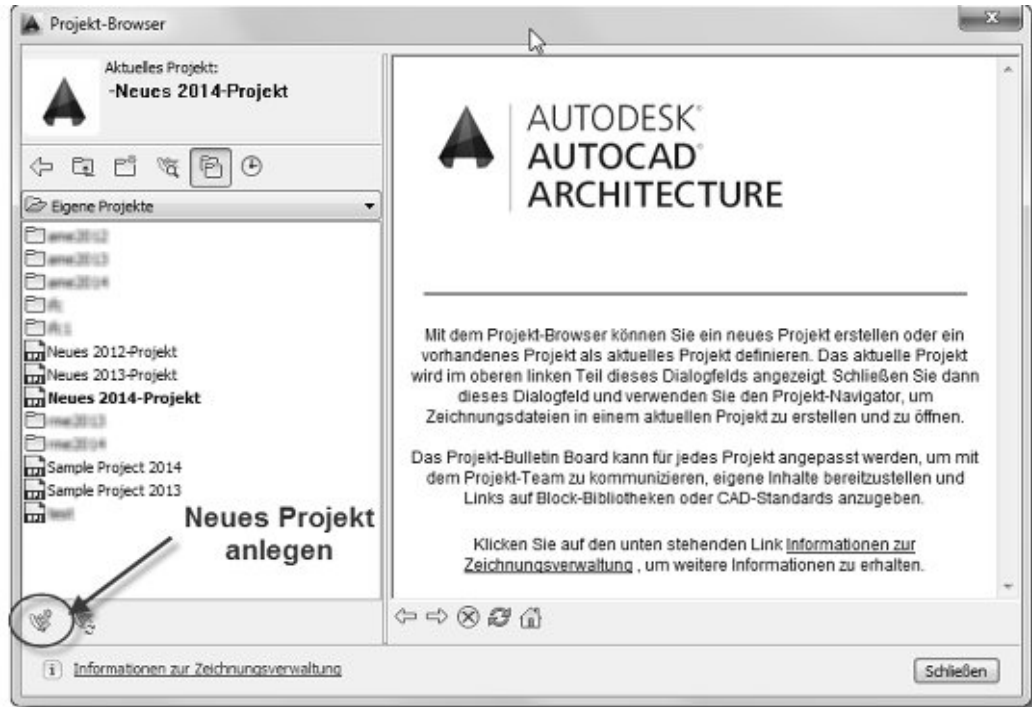 Projekt-Browser
Aktuelles Projekt:
-Neues 2014-Projekt
Eigene Projekte
Neues 2012-Projekt
Neues 2013-Projekt
Neues 2014-Projekt
Sample Project 2014
Sample Project 2013
Neues Projekt
anlegen
AUTODESK®
AUTOCAD®
ARCHITECTURE
Mit dem Projekt-Browser können Sie ein neues Projekt erstellen oder ein
vorhandenes Projekt als aktuelles Projekt definieren. Das aktuelle Projekt
wird im oberen linken Teil dieses Dialogfelds angezeigt. Schließen Sie dann
dieses Dialogfeld und verwenden Sie den Projekt-Navigator, um
Zeichnungsdateien in einem aktuellen Projekt zu erstellen und zu öffnen.
Das Projekt-Bulletin Board kann für jedes Projekt angepasst werden, um mit
dem Projekt-Team zu kommunizieren, eigene Inhalte bereitzustellen und
Links auf Block-Bibliotheken oder CAD-Standards anzugeben.
Klicken Sie auf den unten stehenden Link Informationen zur
Zeichnungsverwaltung , um weitere Informationen zu erhalten.
Informationen zur Zeichnungsverwaltung
Schließen